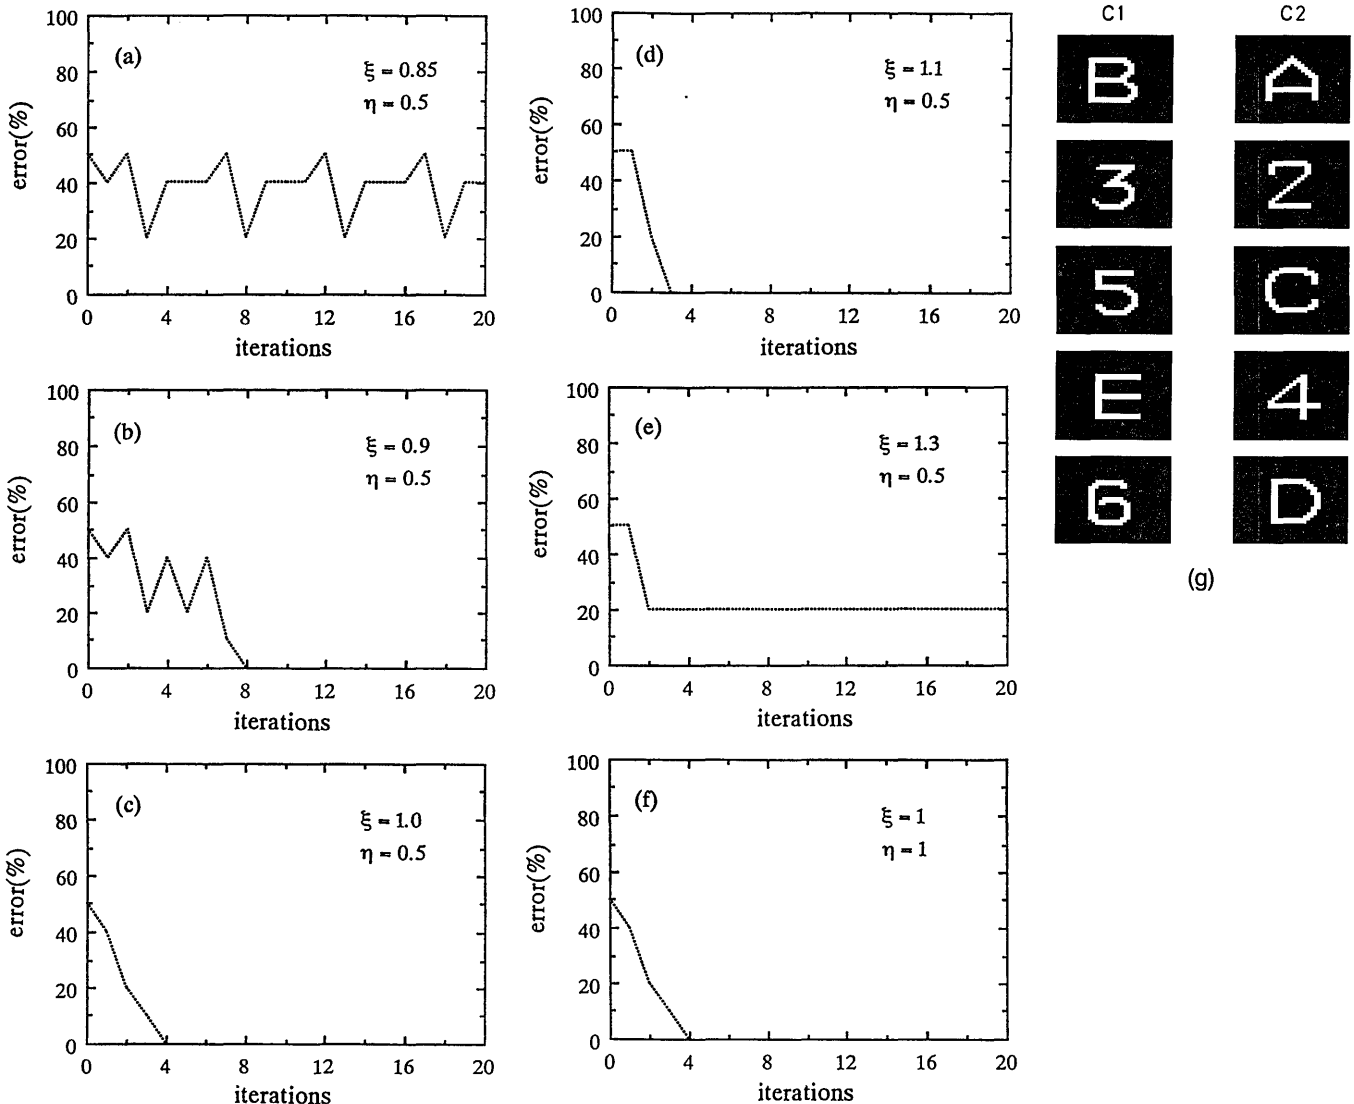 (a)
ξ = 0.85
η = 0.5
error(%)
100
80
60
40
20
0
0 4 8 12 16 20
iterations
(b)
ξ = 0.9
η = 0.5
error(%)
100
80
60
40
20
0
0 4 8 12 16 20
iterations
(c)
ξ = 1.0
η = 0.5
error(%)
100
80
60
40
20
0
0 4 8 12 16 20
iterations
(d)
ξ = 1.1
η = 0.5
error(%)
100
80
60
40
20
0
0 4 8 12 16 20
iterations
(e)
ξ = 1.3
η = 0.5
error(%)
100
80
60
40
20
0
0 4 8 12 16 20
iterations
(f)
ξ = 1
η = 1
error(%)
100
80
60
40
20
0
0 4 8 12 16 20
iterations
C1 C2
B A
3 2
5 C
E 4
6 D
(g)